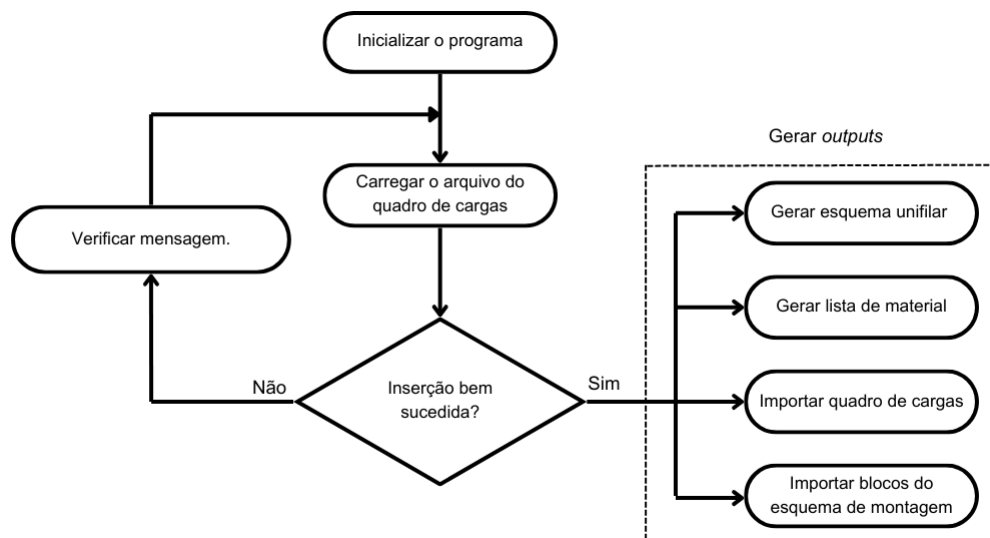 Inicializar o programa
Gerar outputs
Carregar o arquivo do
quadro de cargas
Gerar esquema unifilar
Verificar mensagem.
Gerar lista de material
Não
Inserção bem
sucedida?
Sim
Importar quadro de cargas
Importar blocos do
esquema de montagem